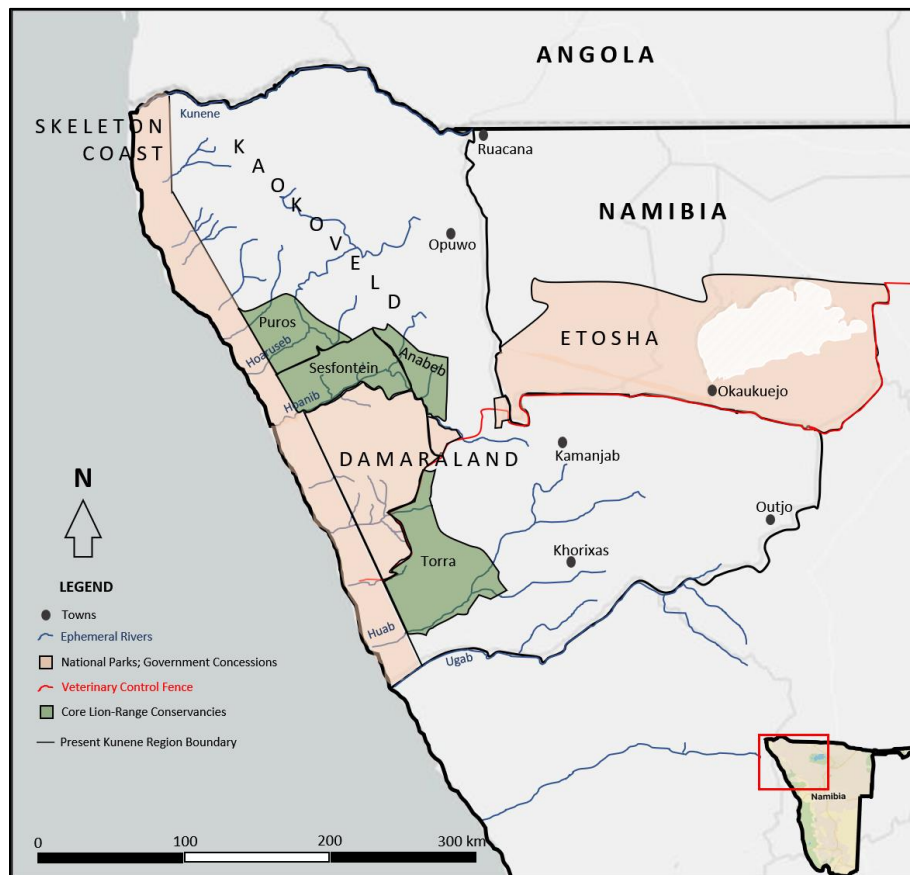 ANGOLA
SKELETON
COAST
Kunene
Ruacana
KAOKOVELD
NAMIBIA
Opuwo
Puros
ETOSHA
Hoaruseb
Sesfontein
Anabeb
Okaukuejo
Hoanib
DAMARALAND
Kamanjab
N
Outjo
Torra
Khorixas
LEGEND
Towns
Ephemeral Rivers
National Parks; Government Concessions
Veterinary Control Fence
Core Lion-Range Conservancies
Present Kunene Region Boundary
Huab
Ugab
Namibia
0 100 200 300 km